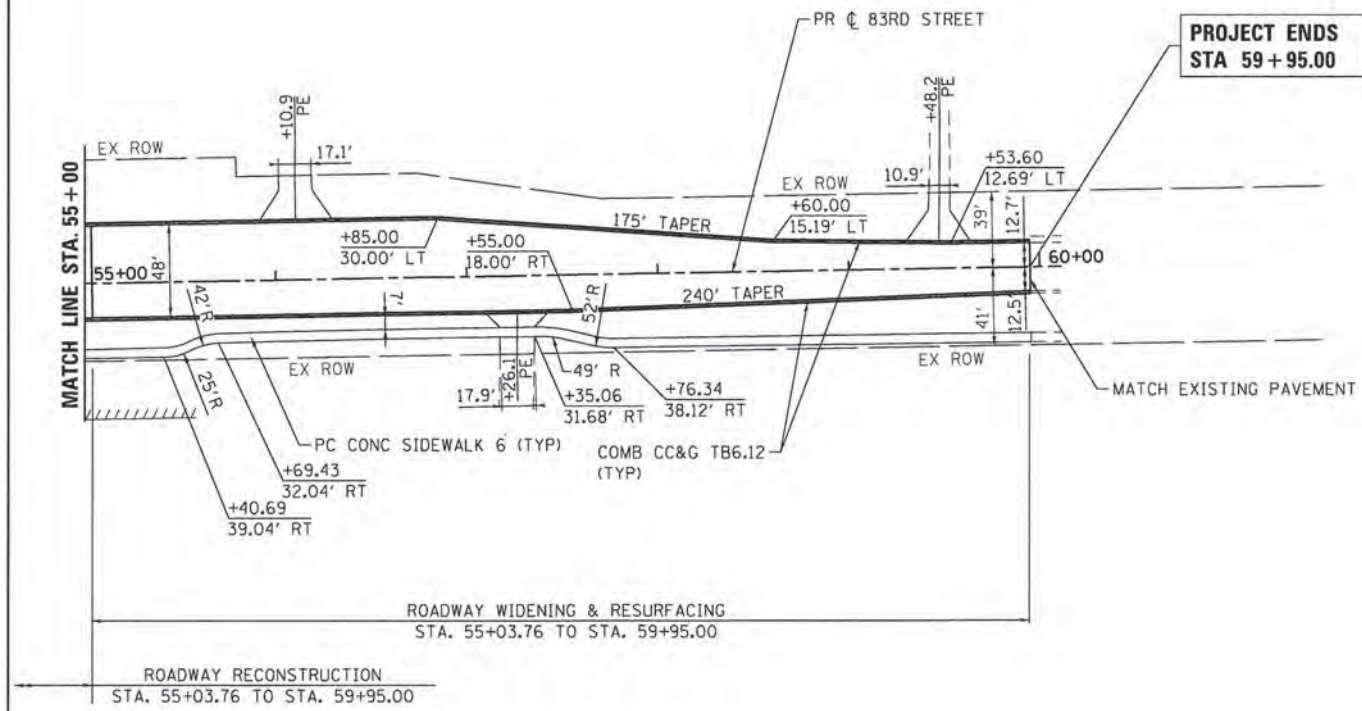 PR ℄ 83RD STREET
PROJECT ENDS
STA 59+95.00
+10.9
PE
+48.2
PE
EX ROW
17.1'
+53.60
12.69' LT
10.9'
EX ROW
39'
12.7'
+60.00
15.19' LT
175' TAPER
MATCH LINE STA. 55+00
+85.00
30.00' LT
+55.00
18.00' RT
60+00
55+00
48'
240' TAPER
42'R
7'
52'R
41'
12.5'
EX ROW
EX ROW
25'R
17.9'
+26.1
PE
49' R
+35.06
31.68' RT
+76.34
38.12' RT
MATCH EXISTING PAVEMENT
PC CONC SIDEWALK 6 (TYP)
COMB CC&G TB6.12
(TYP)
+69.43
32.04' RT
+40.69
39.04' RT
ROADWAY WIDENING & RESURFACING
STA. 55+03.76 TO STA. 59+95.00
ROADWAY RECONSTRUCTION
STA. 55+03.76 TO STA. 59+95.00